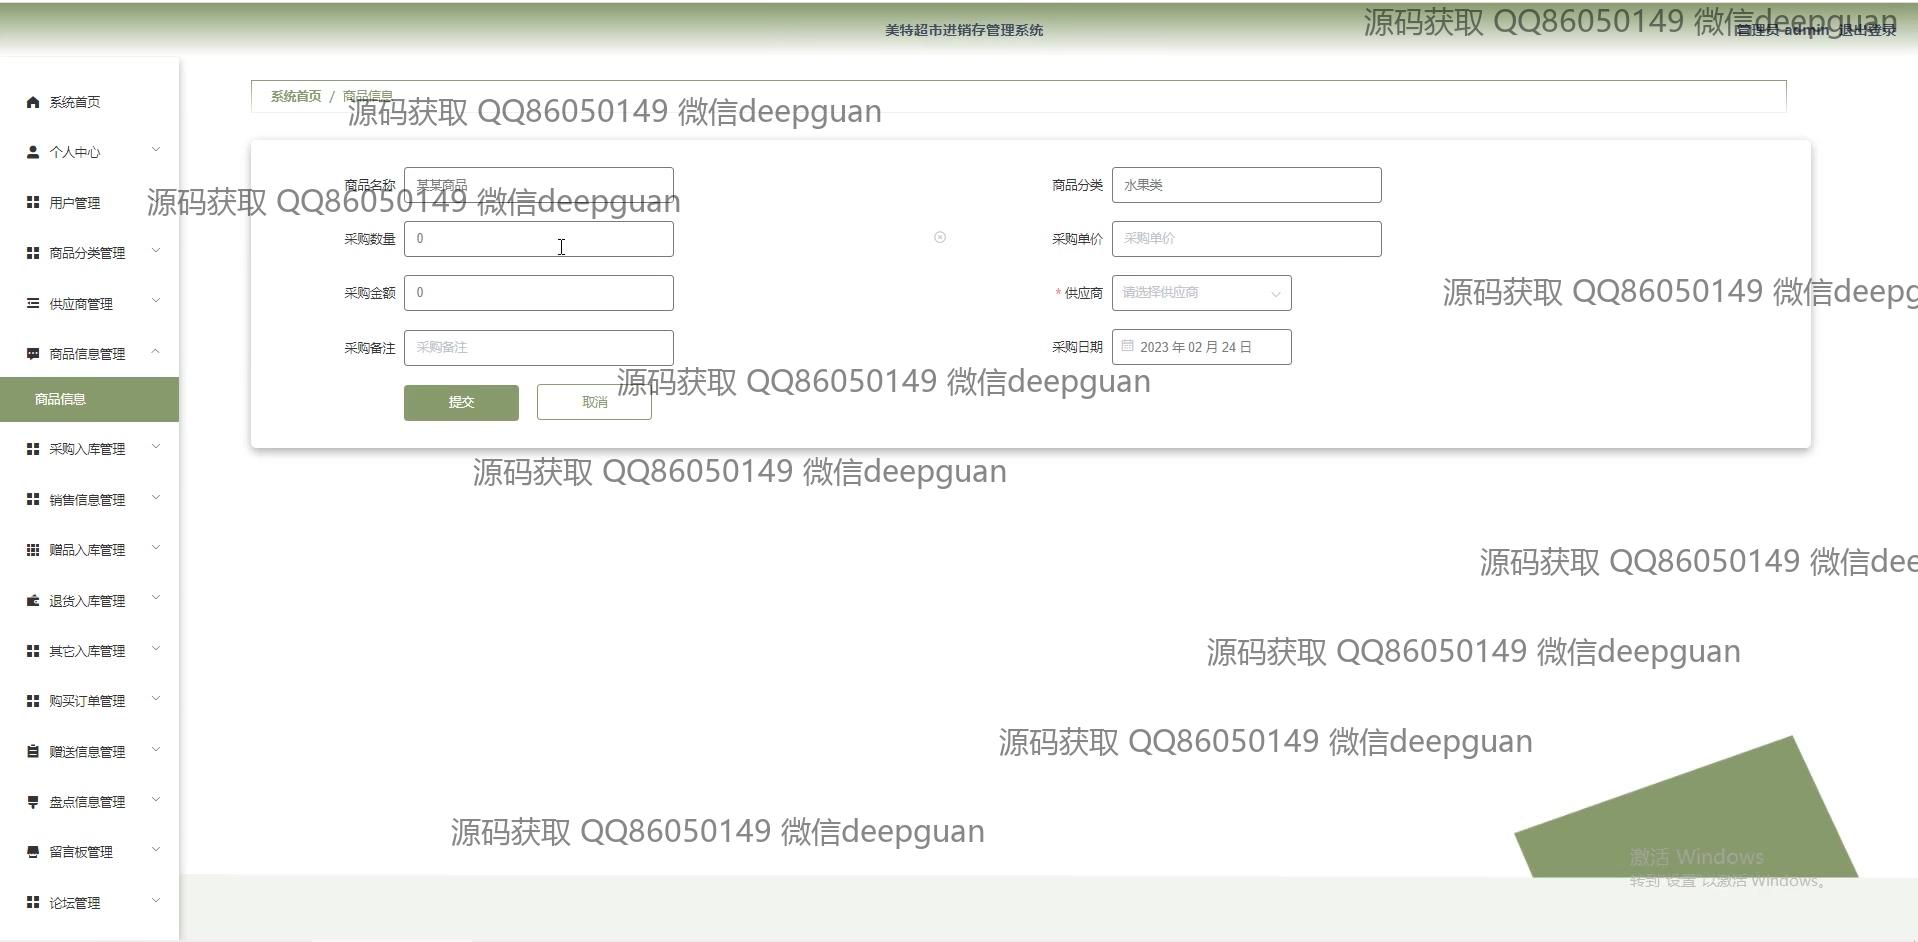 美特超市进销存管理系统
管理员 admin 退出登录
源码获取 QQ86050149 微信deepguan
系统首页 / 商品信息
源码获取 QQ86050149 微信deepguan
系统首页
个人中心
用户管理
商品分类管理
供应商管理
商品信息管理
商品信息
采购入库管理
销售信息管理
赠品入库管理
退货入库管理
其它入库管理
购买订单管理
赠送信息管理
盘点信息管理
留言板管理
论坛管理
商品名称 某某商品
商品分类 水果类
源码获取 QQ86050149 微信deepguan
采购数量 0
采购单价 采购单价
采购金额 0
* 供应商 请选择供应商
源码获取 QQ86050149 微信deepg
采购备注 采购备注
采购日期 2023 年 02 月 24 日
源码获取 QQ86050149 微信deepguan
提交 取消
源码获取 QQ86050149 微信deepguan
源码获取 QQ86050149 微信dee
源码获取 QQ86050149 微信deepguan
源码获取 QQ86050149 微信deepguan
源码获取 QQ86050149 微信deepguan
激活 Windows
转到"设置"以激活 Windows。